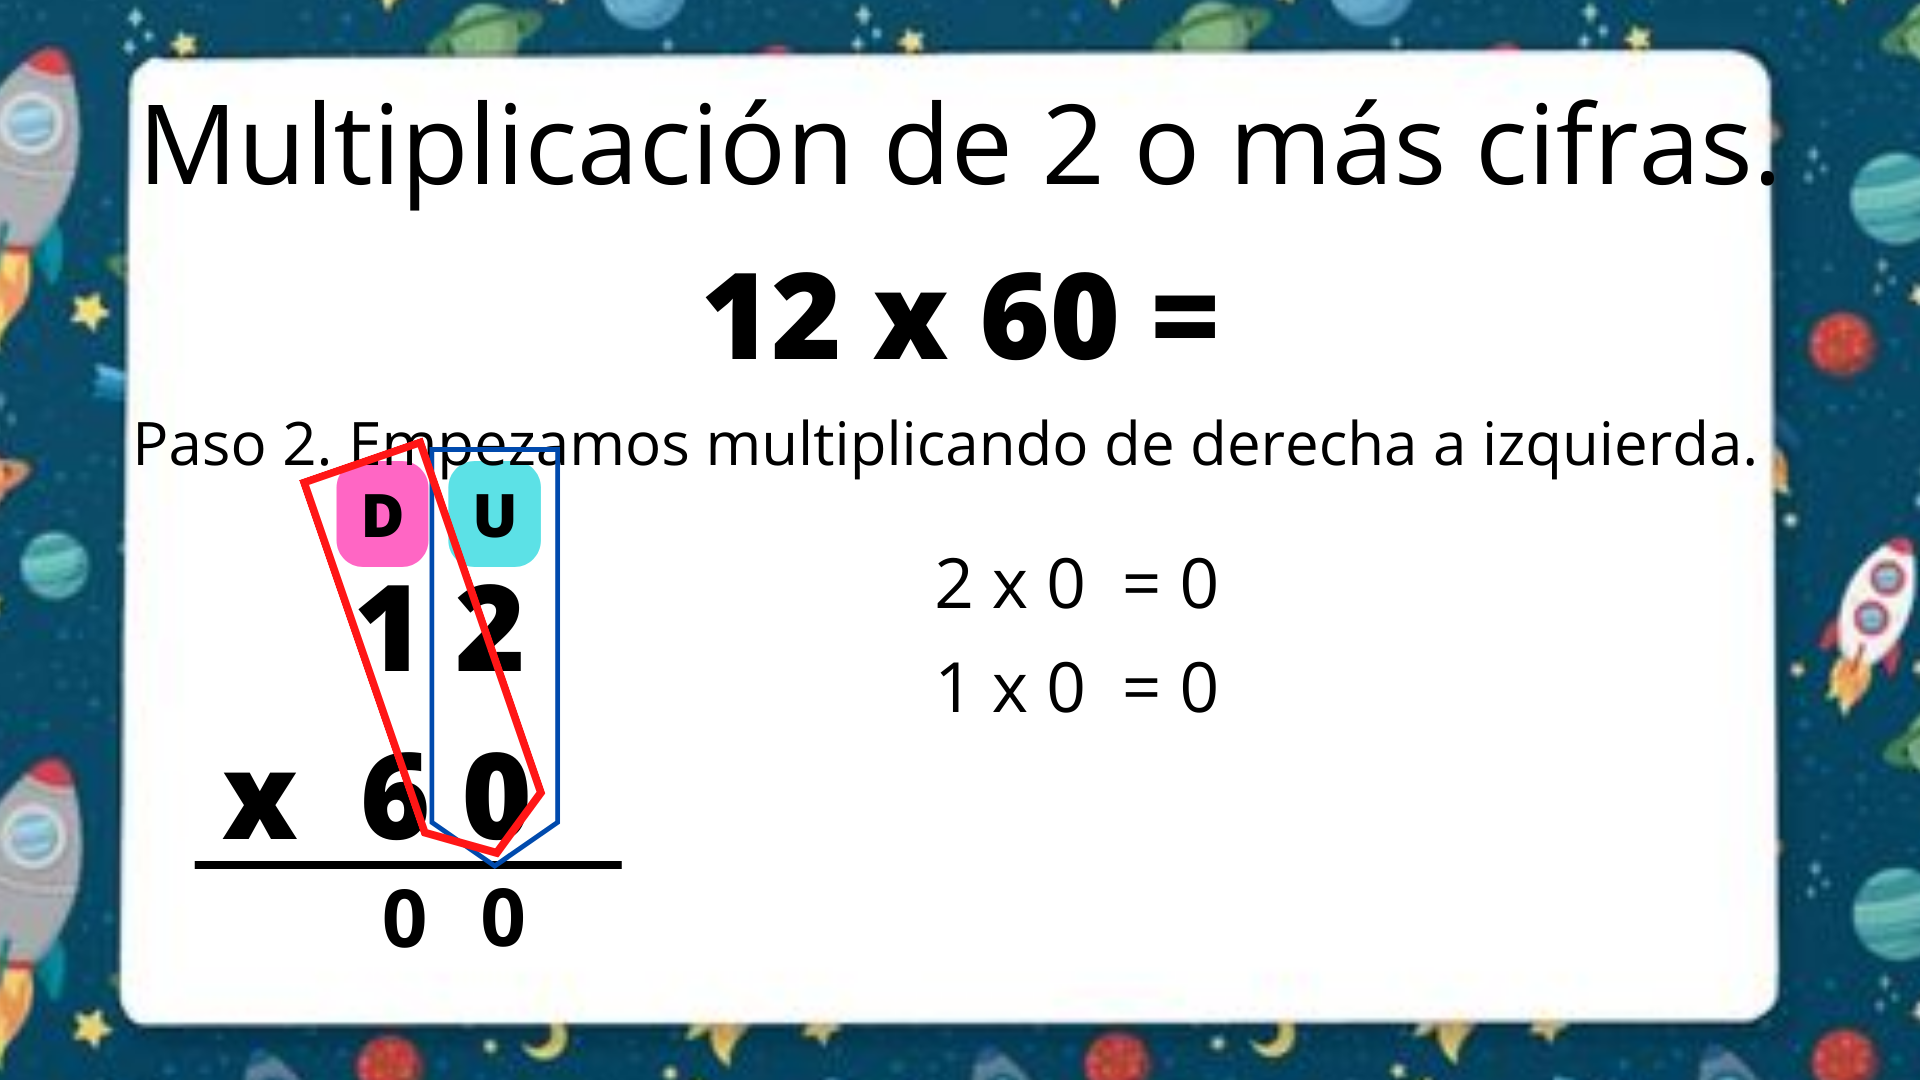 Multiplicación de 2 o más cifras.
12 x 60 =
Paso 2. Empezamos multiplicando de derecha a izquierda.
D U
1 2
x 6 0
0 0
2 x 0 = 0
1 x 0 = 0